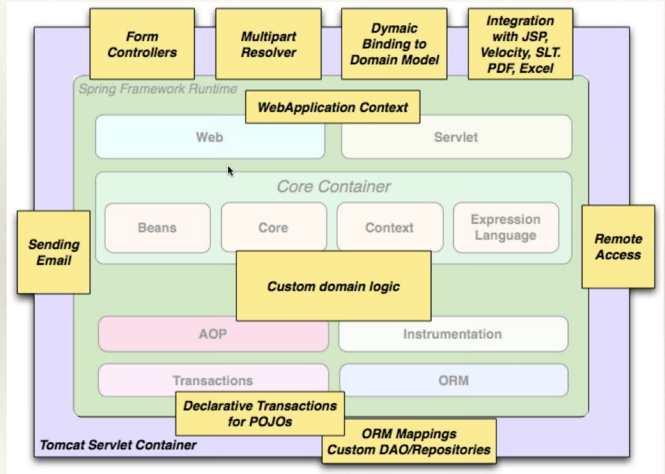 Form
Controllers
Multipart
Resolver
Dymaic
Binding to
Domain Model
Integration
with JSP,
Velocity, SLT.
PDF, Excel
Spring Framework Runtime
WebApplication Context
Web
Servlet
Core Container
Beans
Core
Context
Expression
Language
Sending
Email
Remote
Access
Custom domain logic
AOP
Instrumentation
Transactions
ORM
Declarative Transactions
for POJOs
ORM Mappings
Custom DAO/Repositories
Tomcat Servlet Container